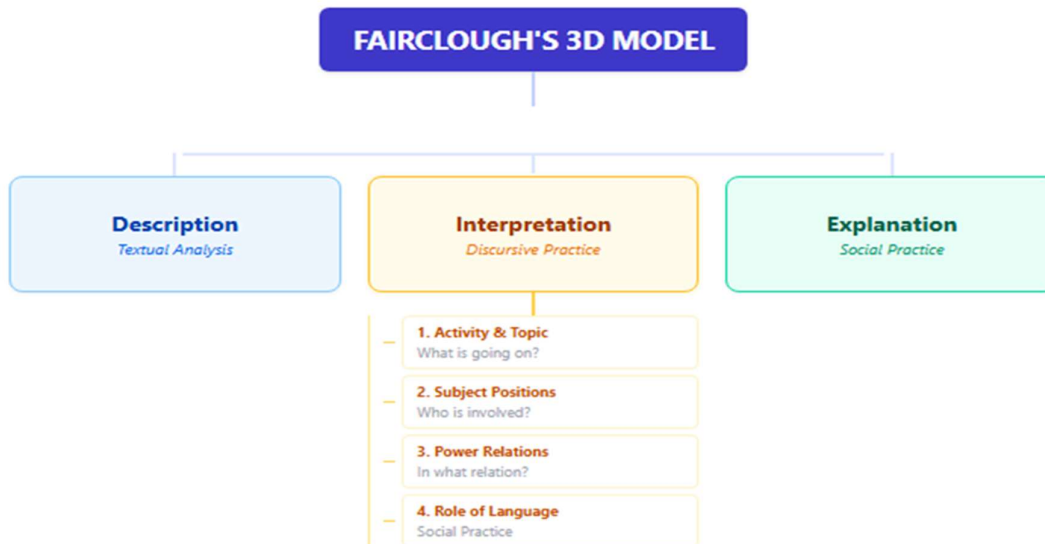 FAIRCLOUGH'S 3D MODEL
Description
Textual Analysis
Interpretation
Discursive Practice
Explanation
Social Practice
1. Activity & Topic
What is going on?
2. Subject Positions
Who is involved?
3. Power Relations
In what relation?
4. Role of Language
Social Practice